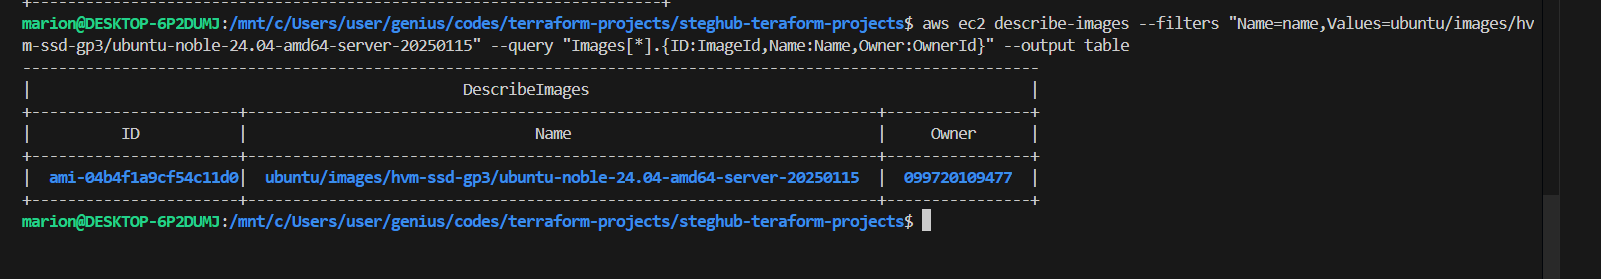 +---------------------------------------------------------------+
marion@DESKTOP-6P2DUMJ:/mnt/c/Users/user/genius/codes/terraform-projects/steghub-teraform-projects$ aws ec2 describe-images --filters "Name=name,Values=ubuntu/images/hv
m-ssd-gp3/ubuntu-noble-24.04-amd64-server-20250115" --query "Images[*].{ID:ImageId,Name:Name,Owner:OwnerId}" --output table
-----------------------------------------------------------------------------------------------------
| DescribeImages |
+-----------------------+----------------------------------------------------------------+----------------+
| ID | Name | Owner |
+-----------------------+----------------------------------------------------------------+----------------+
| ami-04b4f1a9cf54c11d0| ubuntu/images/hvm-ssd-gp3/ubuntu-noble-24.04-amd64-server-20250115 | 099720109477 |
+-----------------------+----------------------------------------------------------------+----------------+
marion@DESKTOP-6P2DUMJ:/mnt/c/Users/user/genius/codes/terraform-projects/steghub-teraform-projects$